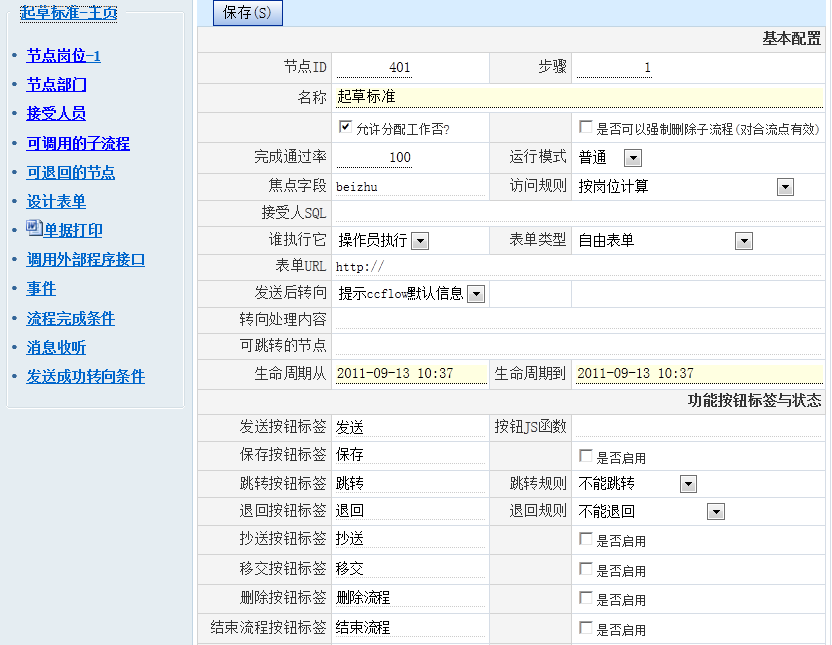 起草标准-主页
节点岗位-1
节点部门
接受人员
可调用的子流程
可退回的节点
设计表单
单据打印
调用外部程序接口
事件
流程完成条件
消息收听
发送成功转向条件
保存(S)
基本配置
节点ID 401 步骤 1
名称 起草标准
允许分配工作否? 是否可以强制删除子流程(对合流点有效)
完成通过率 100 运行模式 普通
焦点字段 beizhu 访问规则 按岗位计算
接受人SQL
谁执行它 操作员执行 表单类型 自由表单
表单URL http://
发送后转向 提示ccflow默认信息
转向处理内容
可跳转的节点
生命周期从 2011-09-13 10:37 生命周期到 2011-09-13 10:37
功能按钮标签与状态
发送按钮标签 发送 按钮JS函数
保存按钮标签 保存 是否启用
跳转按钮标签 跳转 跳转规则 不能跳转
退回按钮标签 退回 退回规则 不能退回
抄送按钮标签 抄送 是否启用
移交按钮标签 移交 是否启用
删除按钮标签 删除流程 是否启用
结束流程按钮标签 结束流程 是否启用